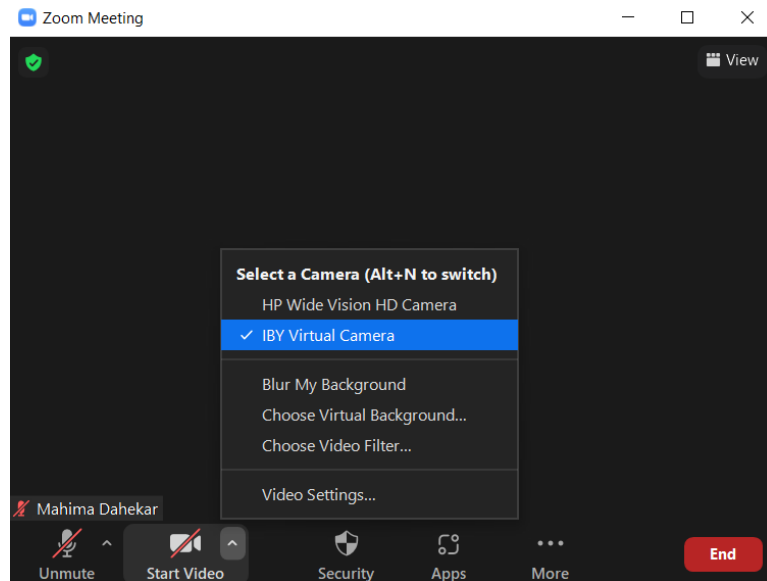 Zoom Meeting
View
Select a Camera (Alt+N to switch)
HP Wide Vision HD Camera
IBY Virtual Camera
Blur My Background
Choose Virtual Background...
Choose Video Filter...
Video Settings...
Mahima Dahekar
Unmute
Start Video
Security
Apps
More
End